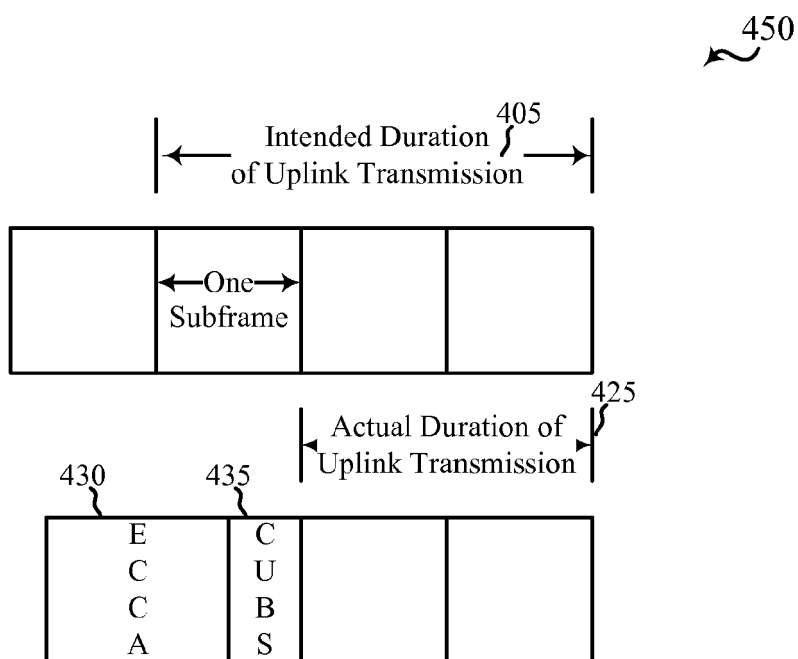 450
405
Intended Duration
of Uplink Transmission
One
Subframe
425
Actual Duration of
Uplink Transmission
430
435
E
C
C
A
C
U
B
S